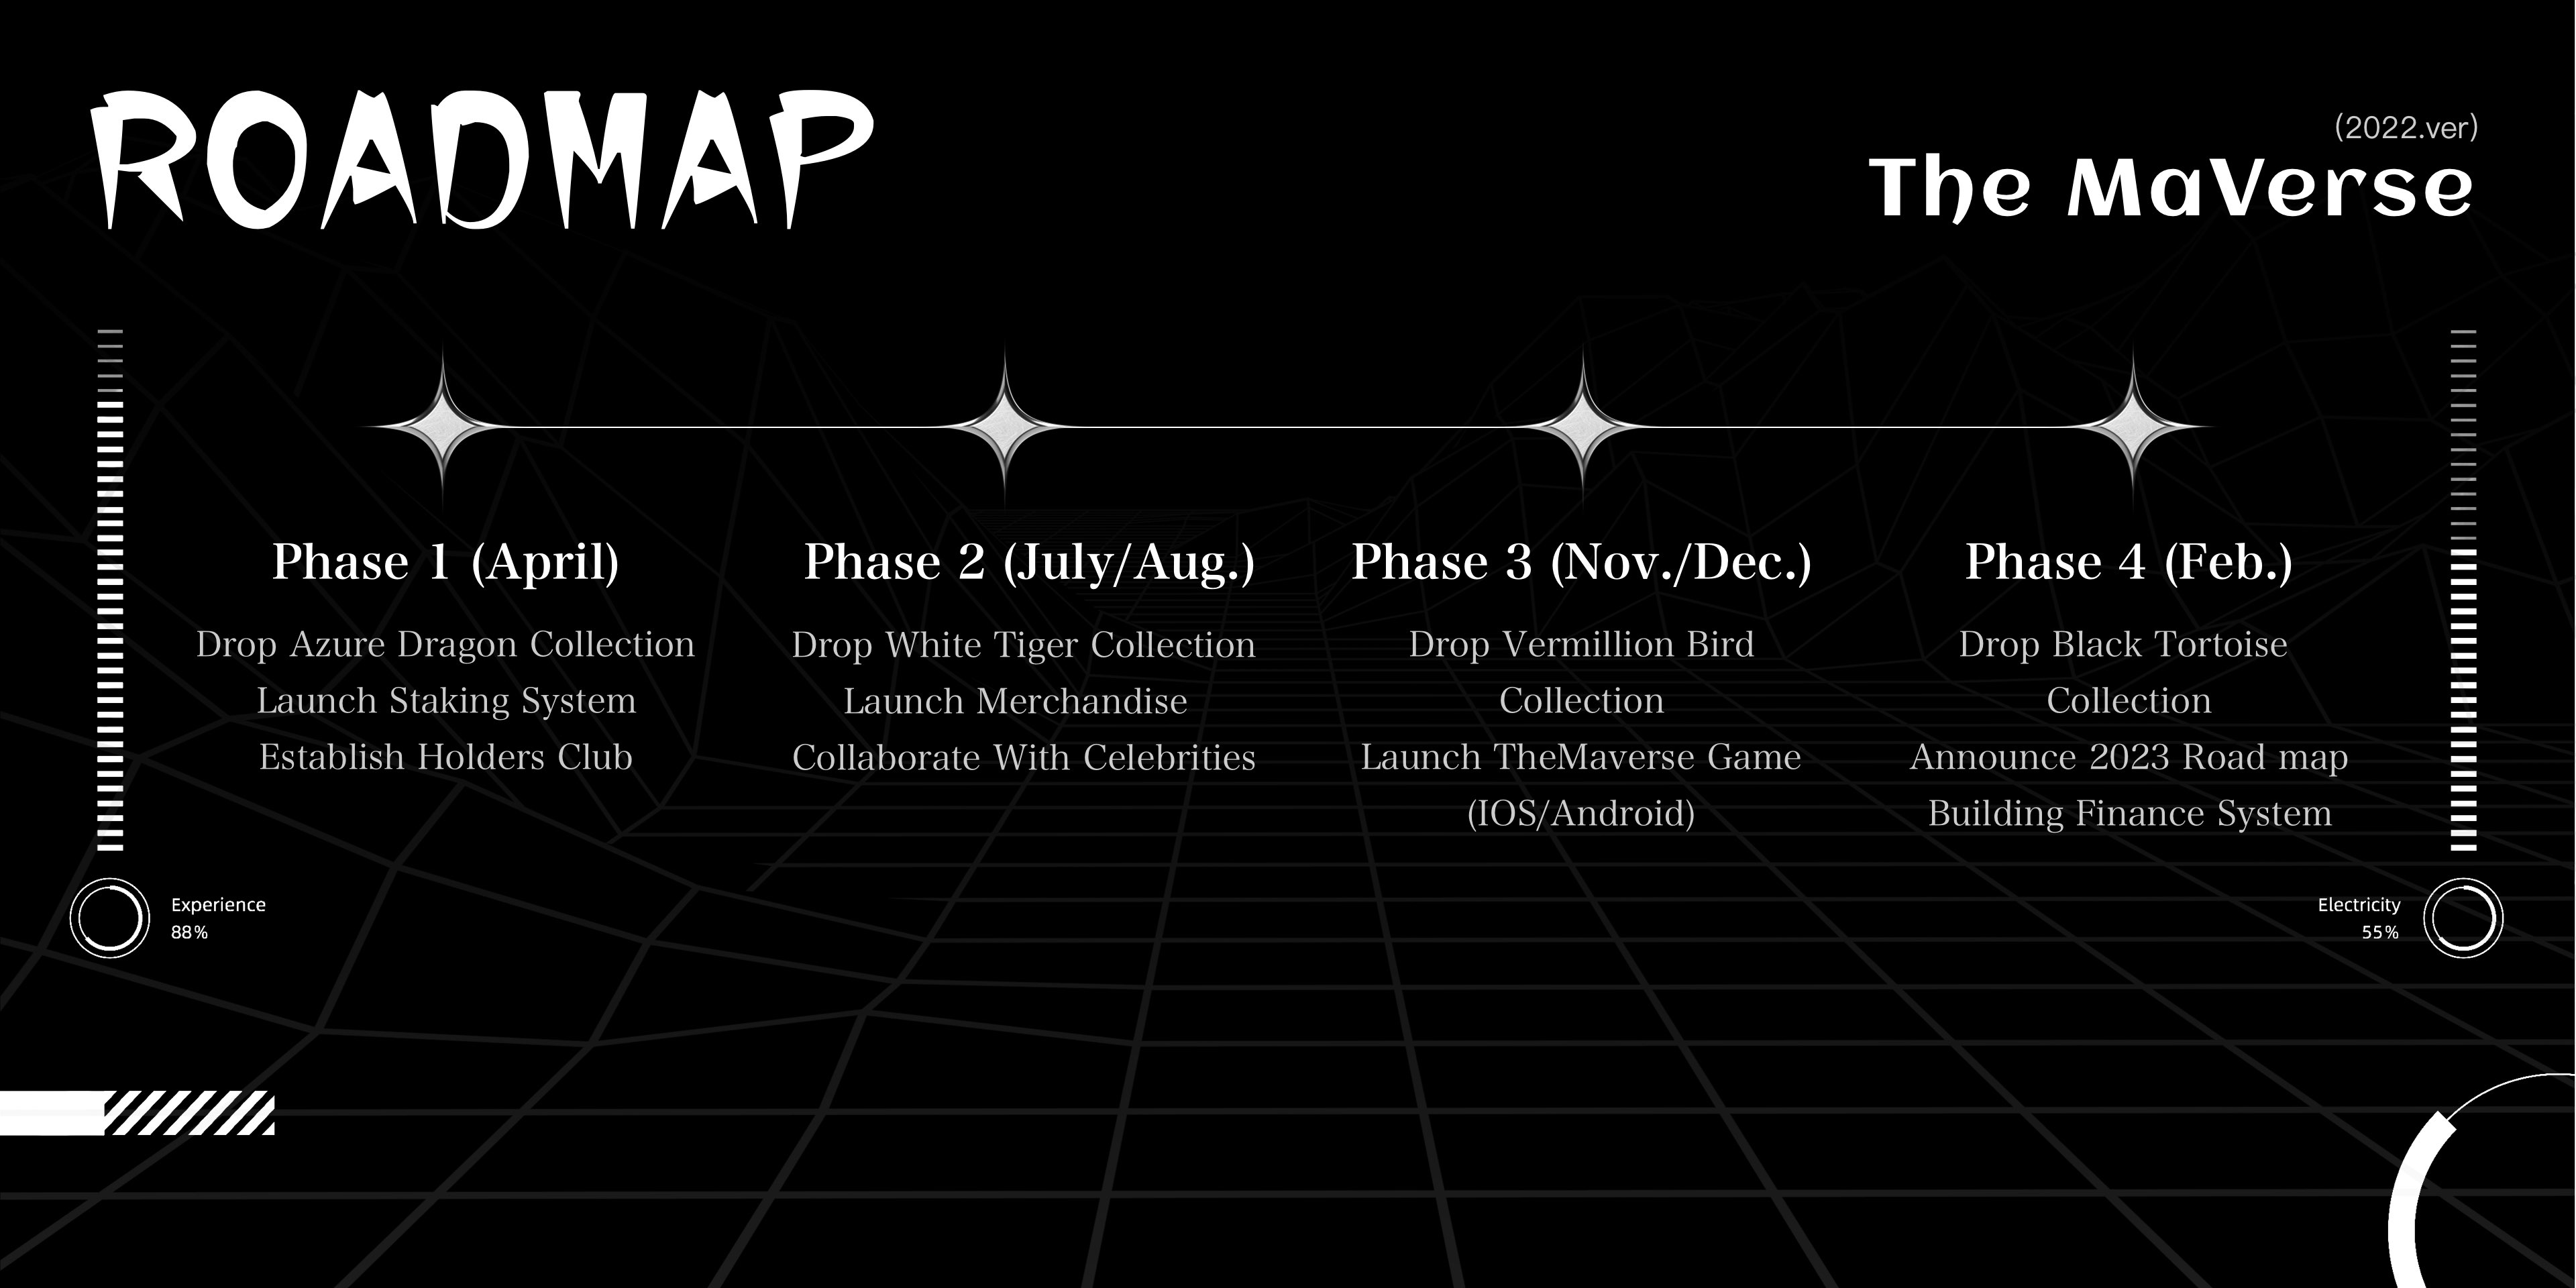 ROADMAP
(2022.ver)
The MaVerse
Phase 1 (April)
Drop Azure Dragon Collection
Launch Staking System
Establish Holders Club
Phase 2 (July/Aug.)
Drop White Tiger Collection
Launch Merchandise
Collaborate With Celebrities
Phase 3 (Nov./Dec.)
Drop Vermillion Bird
Collection
Launch TheMaverse Game
(IOS/Android)
Phase 4 (Feb.)
Drop Black Tortoise
Collection
Announce 2023 Road map
Building Finance System
Experience
88%
Electricity
55%